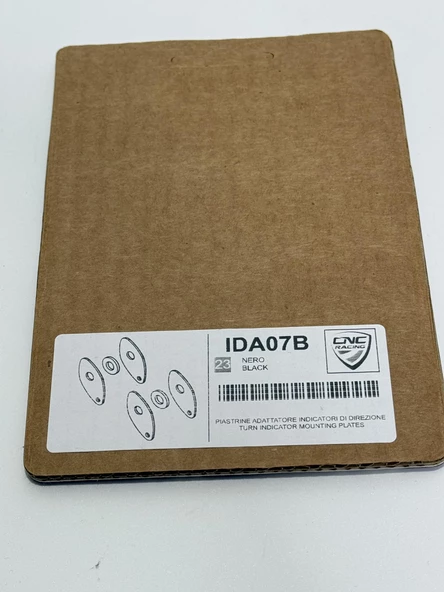 IDA07B
23 NERO
BLACK
CNC
RACING
PIASTRINE ADATTATORE INDICATORI DI DIREZIONE
TURN INDICATOR MOUNTING PLATES